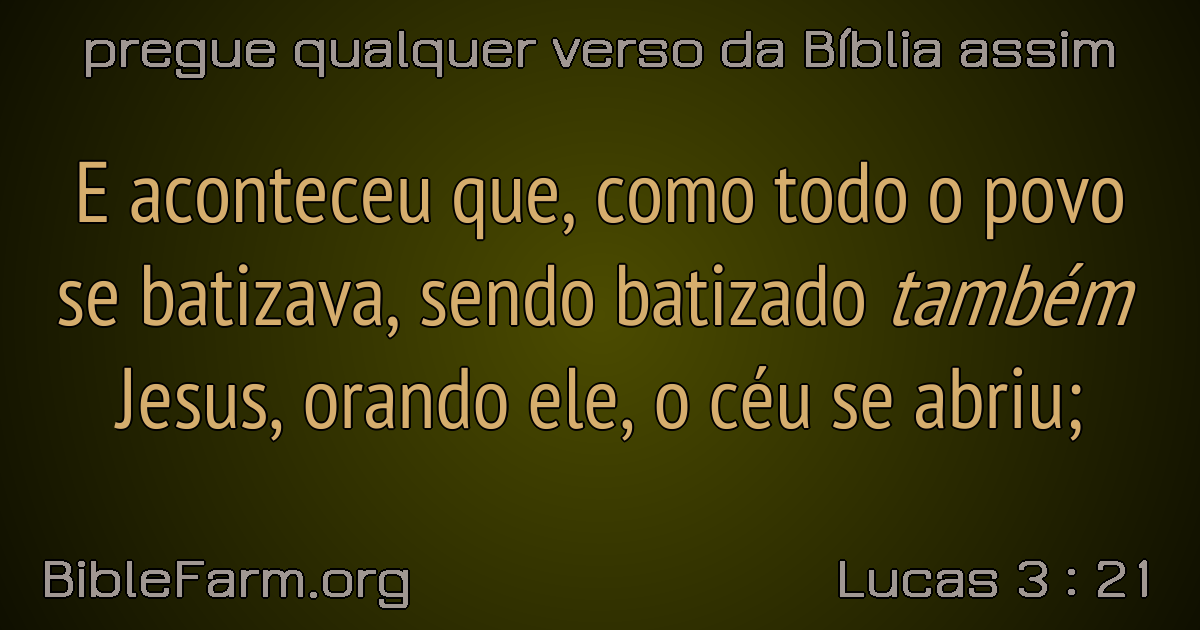 pregue qualquer verso da Bíblia assim
E aconteceu que, como todo o povo
se batizava, sendo batizado também
Jesus, orando ele, o céu se abriu;
BibleFarm.org
Lucas 3 : 21